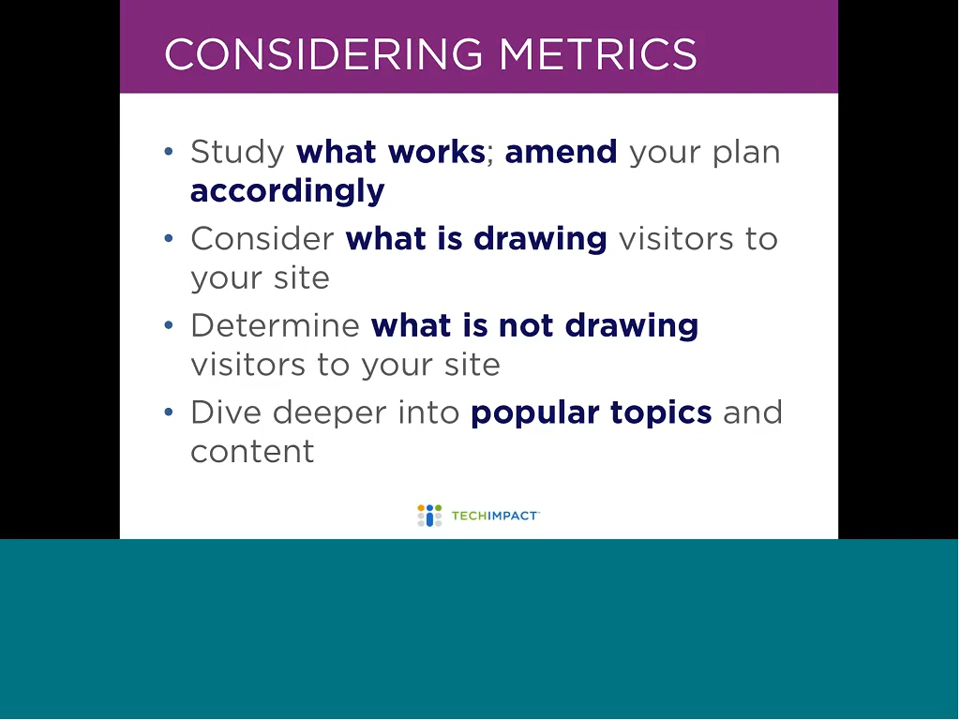 CONSIDERING METRICS
• Study what works; amend your plan
accordingly
• Consider what is drawing visitors to
your site
• Determine what is not drawing
visitors to your site
• Dive deeper into popular topics and
content
TECHIMPACT